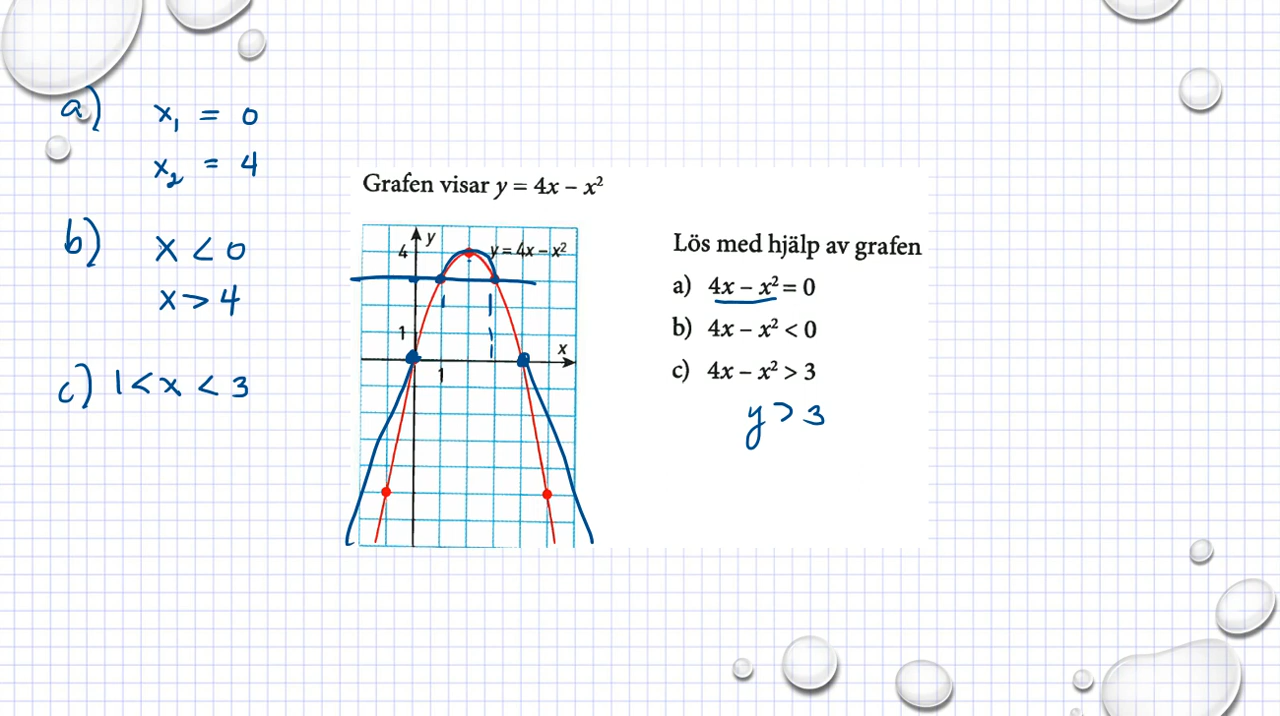 a) x₁ = 0
x₂ = 4
b) x < 0
x > 4
c) 1 < x < 3
Grafen visar y = 4x – x²
y
4
y = 4x – x²
1
x
1
Lös med hjälp av grafen
a) 4x – x² = 0
b) 4x – x² < 0
c) 4x – x² > 3
y > 3